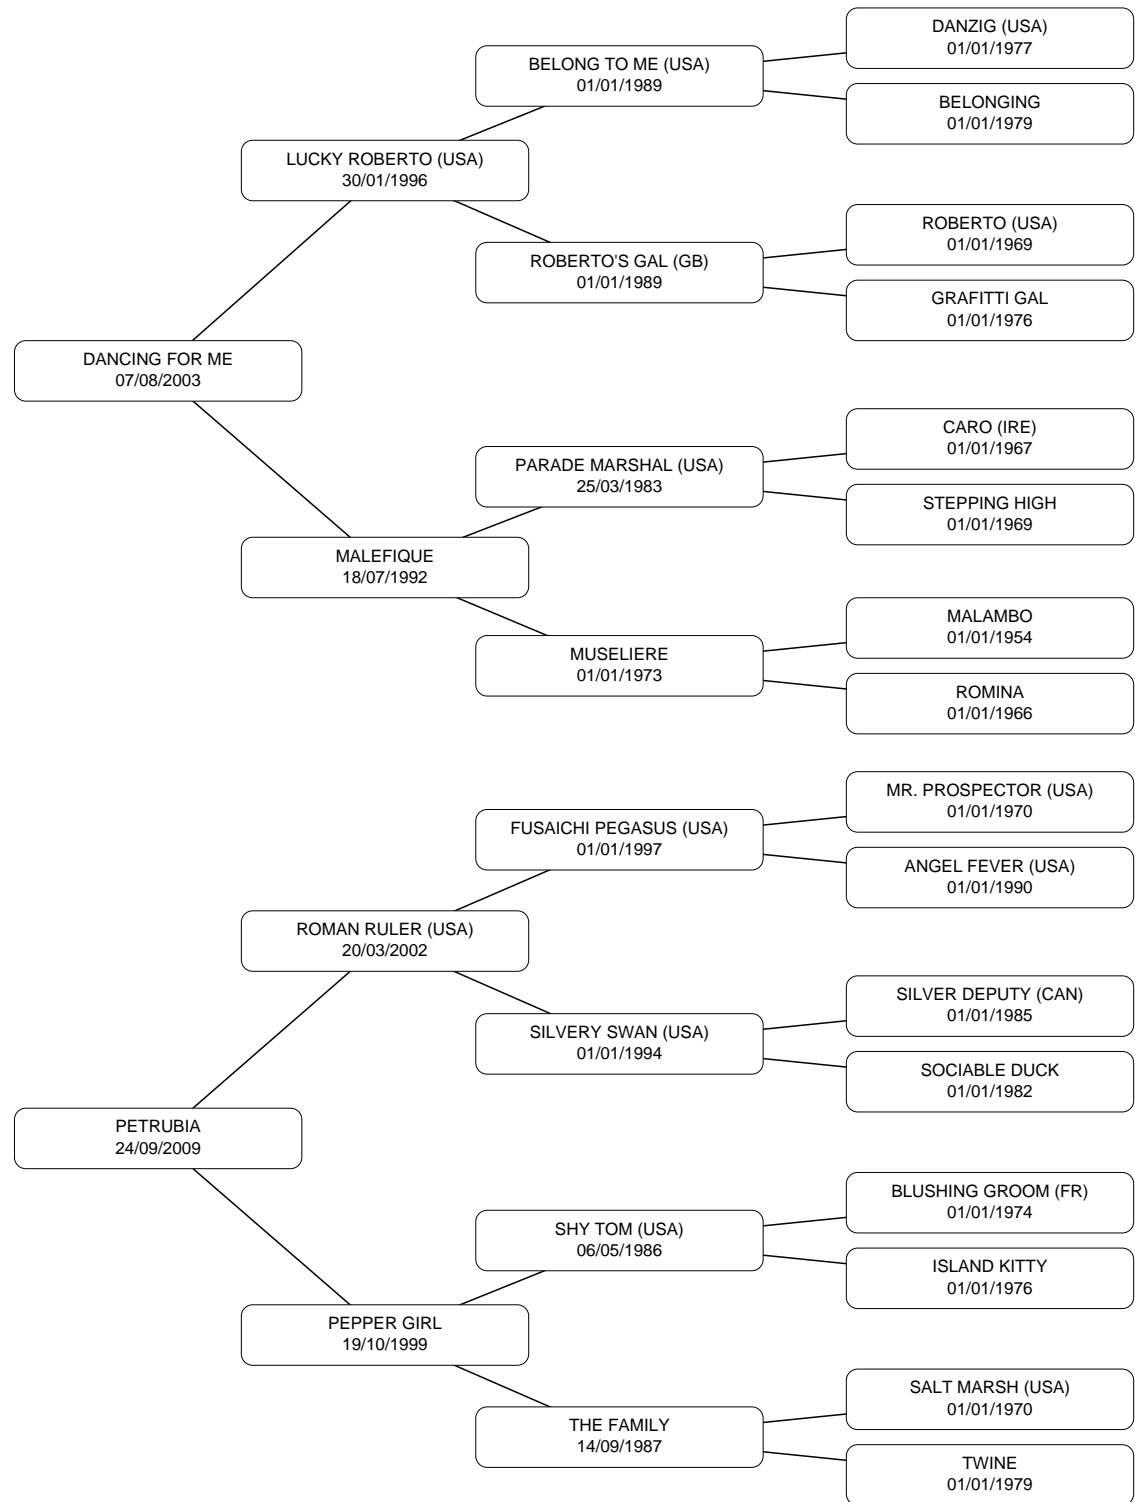 DANZIG (USA)
01/01/1977
BELONG TO ME (USA)
01/01/1989
BELONGING
01/01/1979
LUCKY ROBERTO (USA)
30/01/1996
ROBERTO (USA)
01/01/1969
ROBERTO'S GAL (GB)
01/01/1989
GRAFITTI GAL
01/01/1976
DANCING FOR ME
07/08/2003
CARO (IRE)
01/01/1967
PARADE MARSHAL (USA)
25/03/1983
STEPPING HIGH
01/01/1969
MALEFIQUE
18/07/1992
MALAMBO
01/01/1954
MUSELIERE
01/01/1973
ROMINA
01/01/1966
MR. PROSPECTOR (USA)
01/01/1970
FUSAICHI PEGASUS (USA)
01/01/1997
ANGEL FEVER (USA)
01/01/1990
ROMAN RULER (USA)
20/03/2002
SILVER DEPUTY (CAN)
01/01/1985
SILVERY SWAN (USA)
01/01/1994
SOCIABLE DUCK
01/01/1982
PETRUBIA
24/09/2009
BLUSHING GROOM (FR)
01/01/1974
SHY TOM (USA)
06/05/1986
ISLAND KITTY
01/01/1976
PEPPER GIRL
19/10/1999
SALT MARSH (USA)
01/01/1970
THE FAMILY
14/09/1987
TWINE
01/01/1979